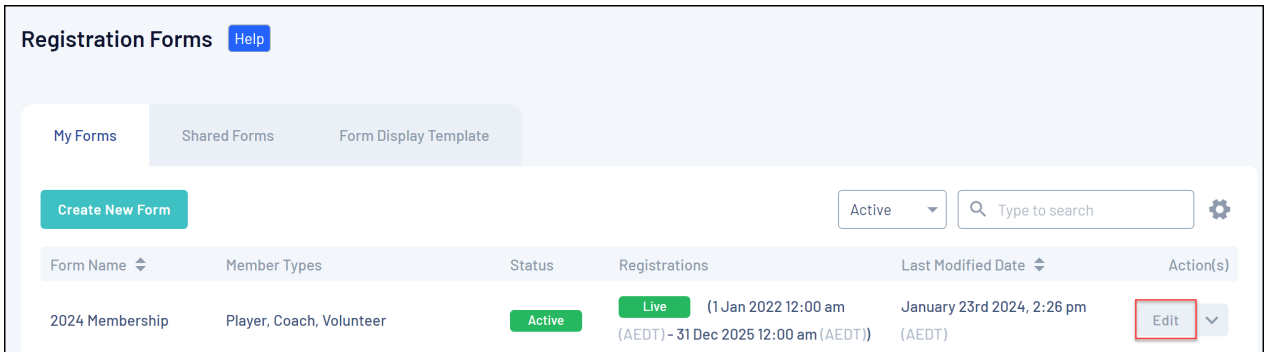 Registration Forms Help
My Forms Shared Forms Form Display Template
Create New Form Active Type to search
Form Name Member Types Status Registrations Last Modified Date Action(s)
2024 Membership Player, Coach, Volunteer Active Live (1 Jan 2022 12:00 am January 23rd 2024, 2:26 pm Edit
(AEDT) - 31 Dec 2025 12:00 am (AEDT)) (AEDT)